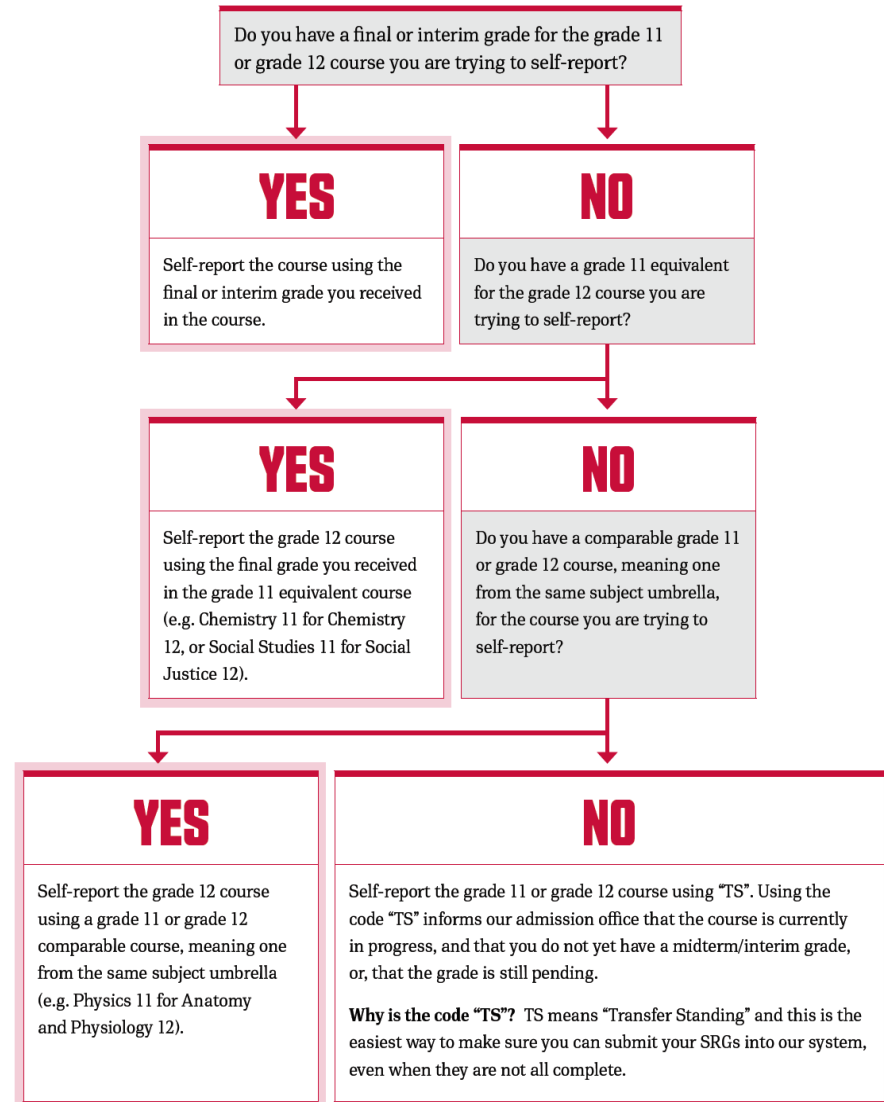 Do you have a final or interim grade for the grade 11
or grade 12 course you are trying to self-report?
YES
Self-report the course using the
final or interim grade you received
in the course.
NO
Do you have a grade 11 equivalent
for the grade 12 course you are
trying to self-report?
YES
Self-report the grade 12 course
using the final grade you received
in the grade 11 equivalent course
(e.g. Chemistry 11 for Chemistry
12, or Social Studies 11 for Social
Justice 12).
NO
Do you have a comparable grade 11
or grade 12 course, meaning one
from the same subject umbrella,
for the course you are trying to
self-report?
YES
Self-report the grade 12 course
using a grade 11 or grade 12
comparable course, meaning one
from the same subject umbrella
(e.g. Physics 11 for Anatomy
and Physiology 12).
NO
Self-report the grade 11 or grade 12 course using “TS”. Using the
code “TS” informs our admission office that the course is currently
in progress, and that you do not yet have a midterm/interim grade,
or, that the grade is still pending.
Why is the code “TS”? TS means “Transfer Standing” and this is the
easiest way to make sure you can submit your SRGs into our system,
even when they are not all complete.